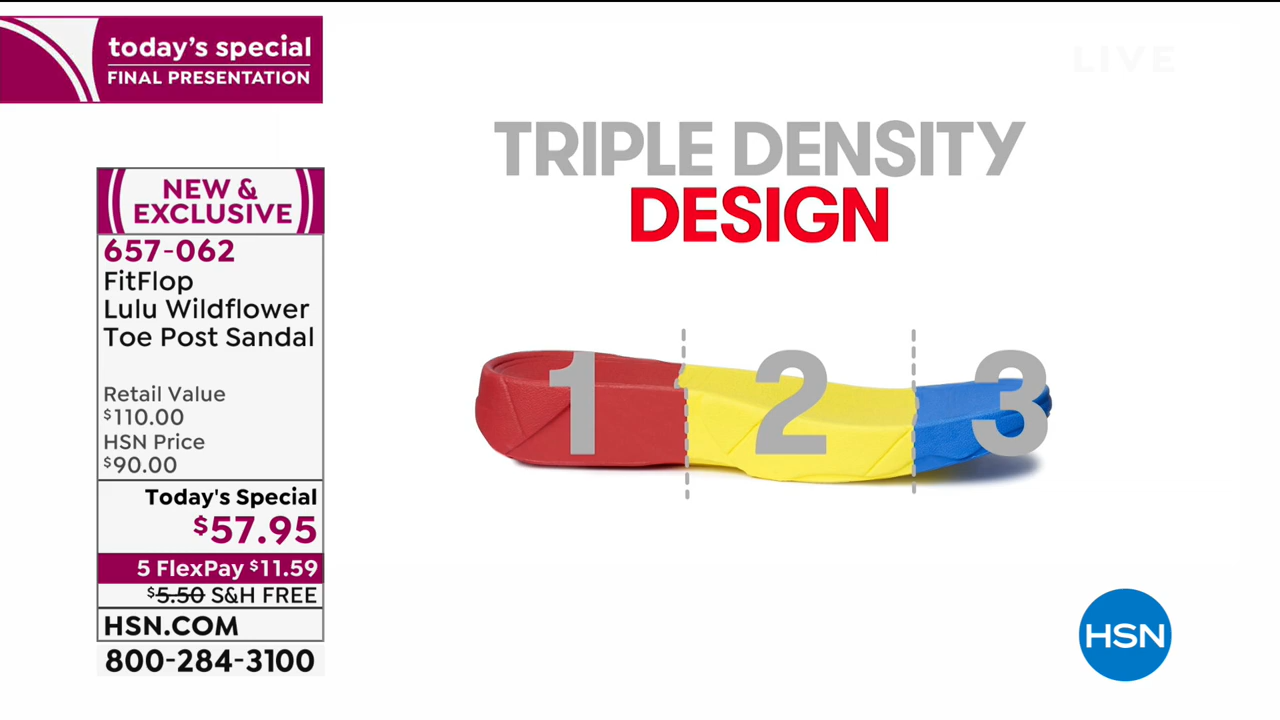 today's special
FINAL PRESENTATION
LIVE
TRIPLE DENSITY
DESIGN
1 2 3
NEW &
EXCLUSIVE
657-062
FitFlop
Lulu Wildflower
Toe Post Sandal
Retail Value
$110.00
HSN Price
$90.00
Today's Special
$57.95
5 FlexPay $11.59
$5.50 S&H FREE
HSN.COM
800-284-3100
HSN